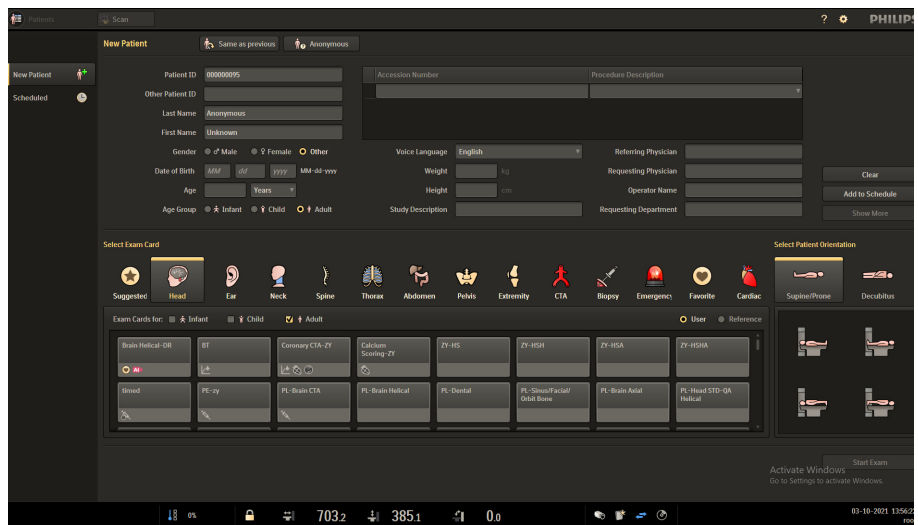 Patients Scan ? PHILIPS
New Patient Same as previous Anonymous
New Patient
Scheduled
Patient ID 000000095
Other Patient ID
Last Name Anonymous
First Name Unknown
Gender Male Female Other
Date of Birth MM dd yyyy MM-dd-yyyy
Age Years
Age Group Infant Child Adult
Accession Number Procedure Description
Voice Language English
Weight kg
Height cm
Study Description
Referring Physician
Requesting Physician
Operator Name
Requesting Department
Clear
Add to Schedule
Show More
Select Exam Card
Suggested Head Ear Neck Spine Thorax Abdomen Pelvis Extremity CTA Biopsy Emergency Favorite Cardiac
Exam Cards for: Infant Child Adult User Reference
Brain Helical-DR BT Coronary CTA-ZY Calcium Scoring-ZY ZY-HS ZY-HSH ZY-HSA ZY-HSHA
AI
timed PE-zy PL-Brain CTA PL-Brain Helical PL-Dental PL-Sinus/Facial/ Orbit Bone PL-Brain Axial PL-Head STD-QA Helical
Select Patient Orientation
Supine/Prone Decubitus
Start Exam
Activate Windows
Go to Settings to activate Windows.
0% 703.2 385.1 0.0
03-10-2021 13:56:22